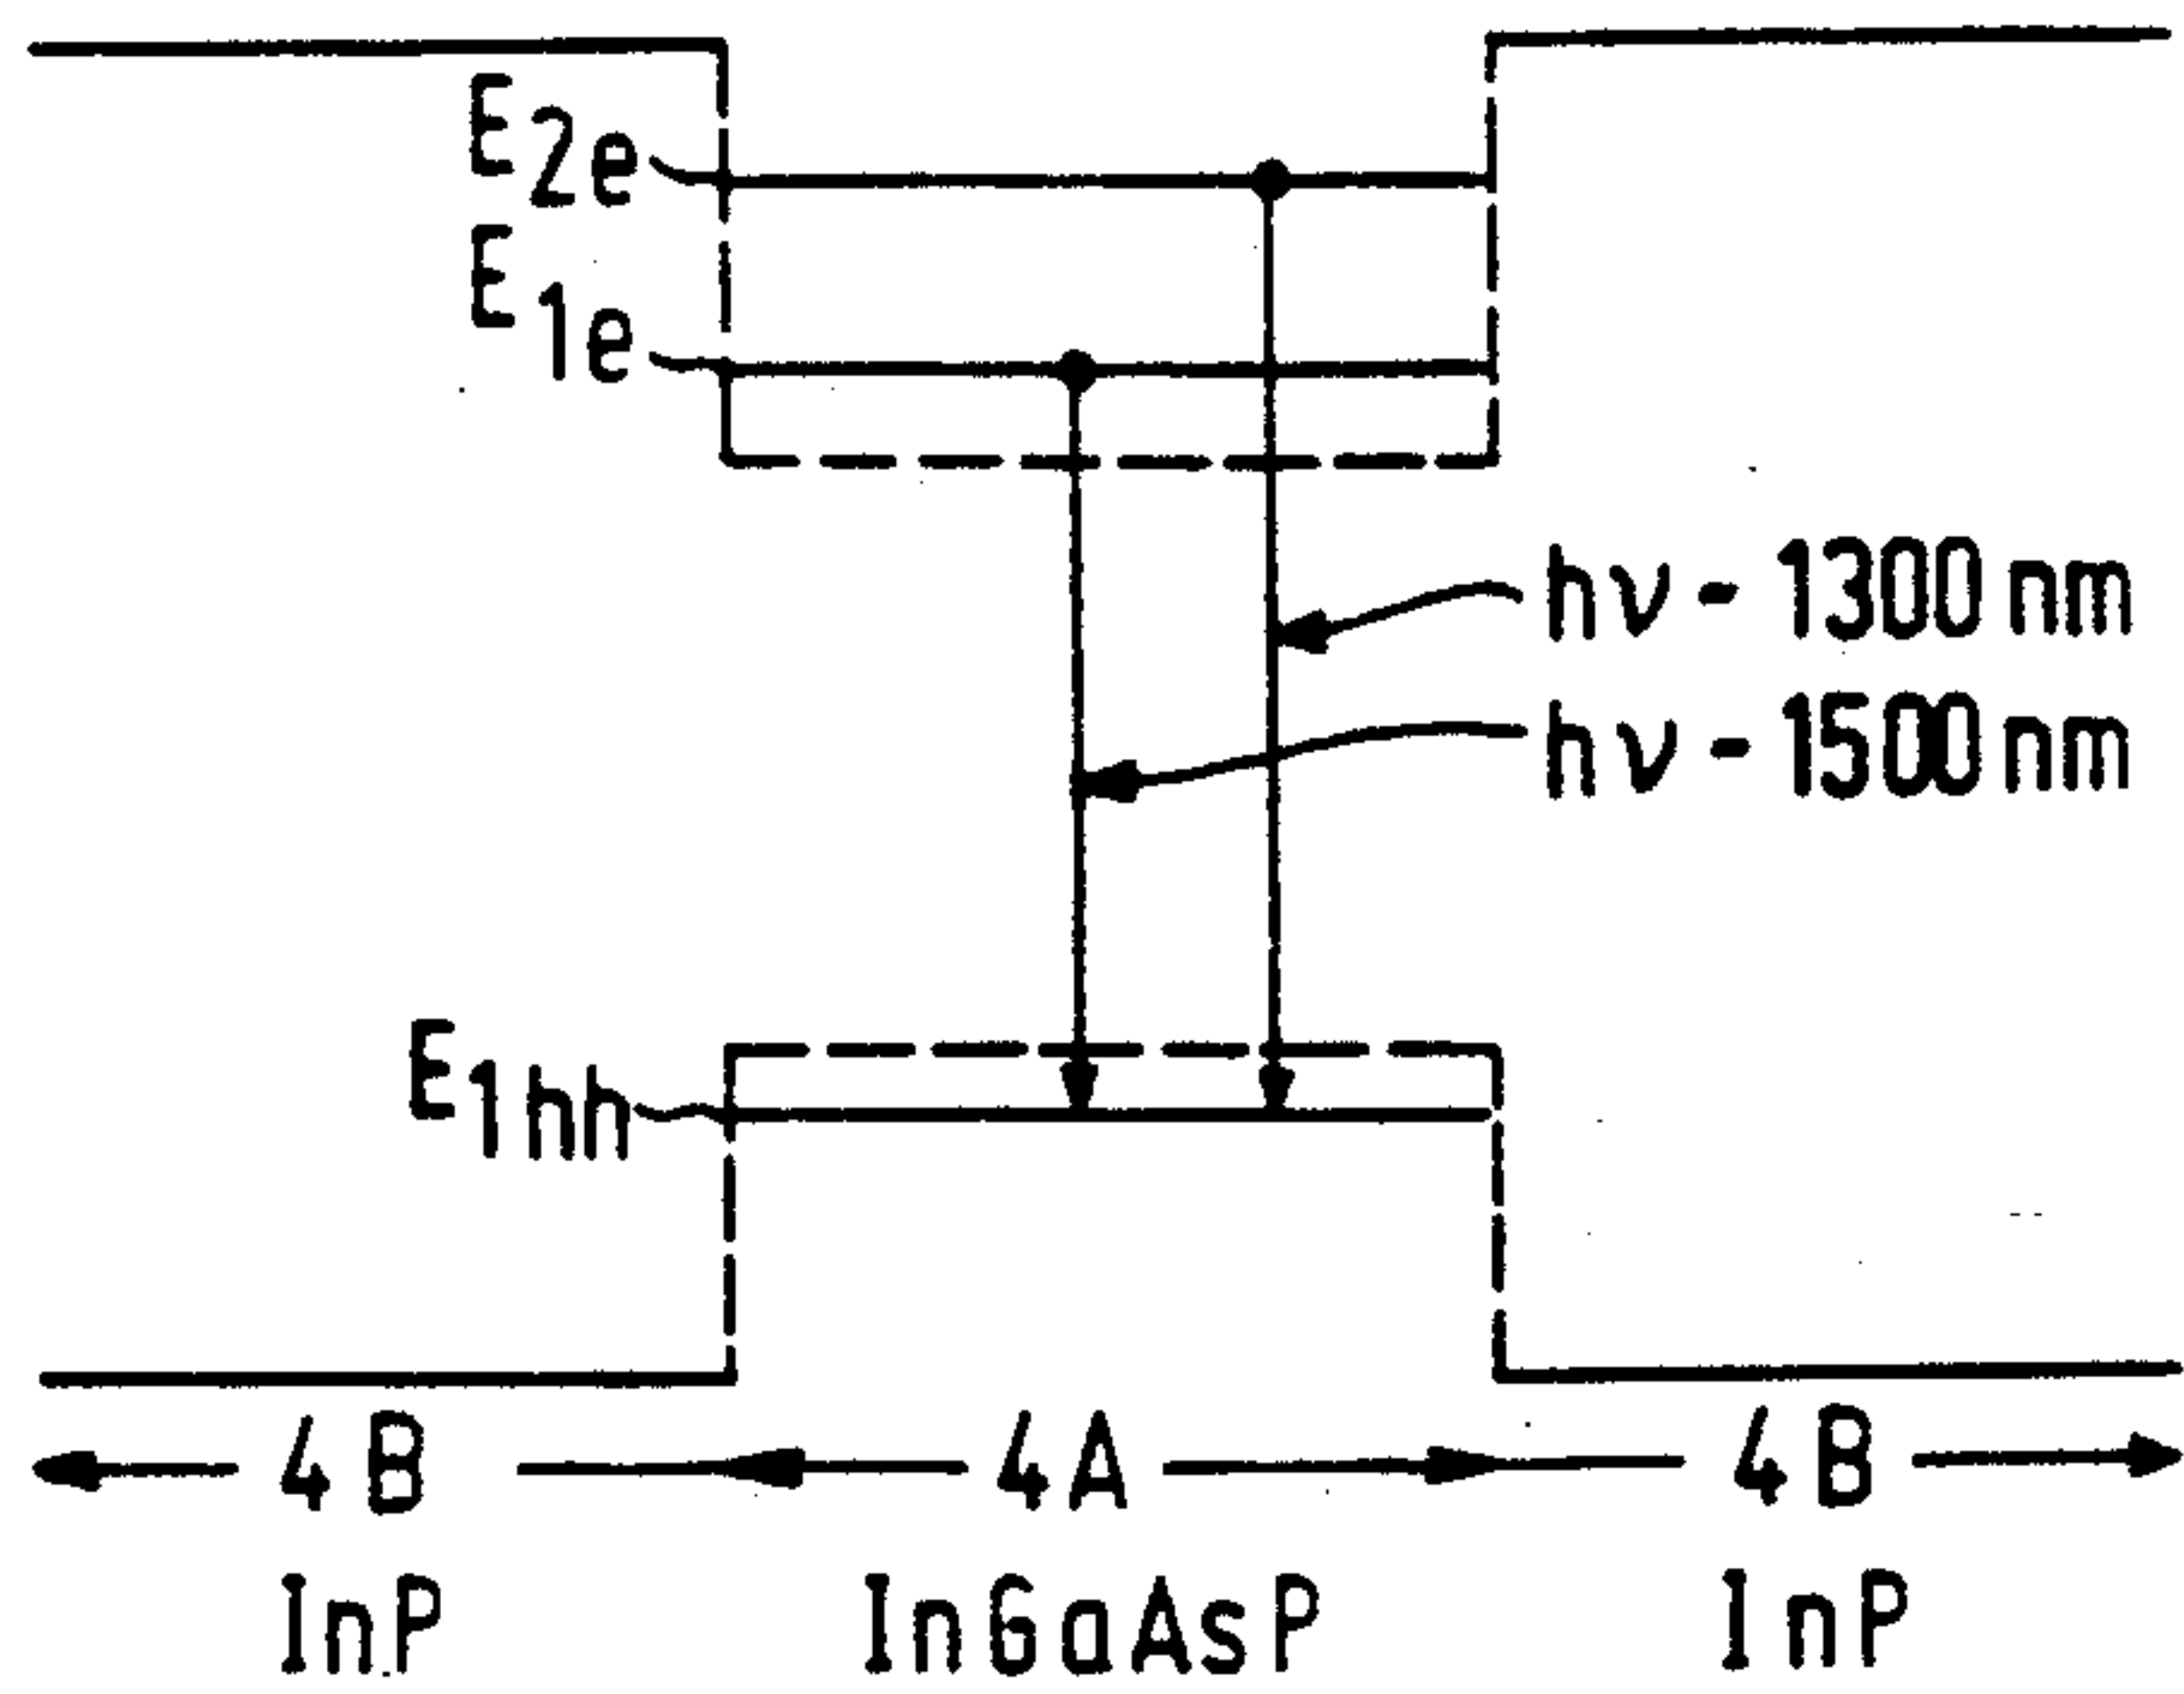 E2e
E1e
hν - 1300 nm
hν - 1500 nm
E1hh
4B 4A 4B
InP InGaAsP InP